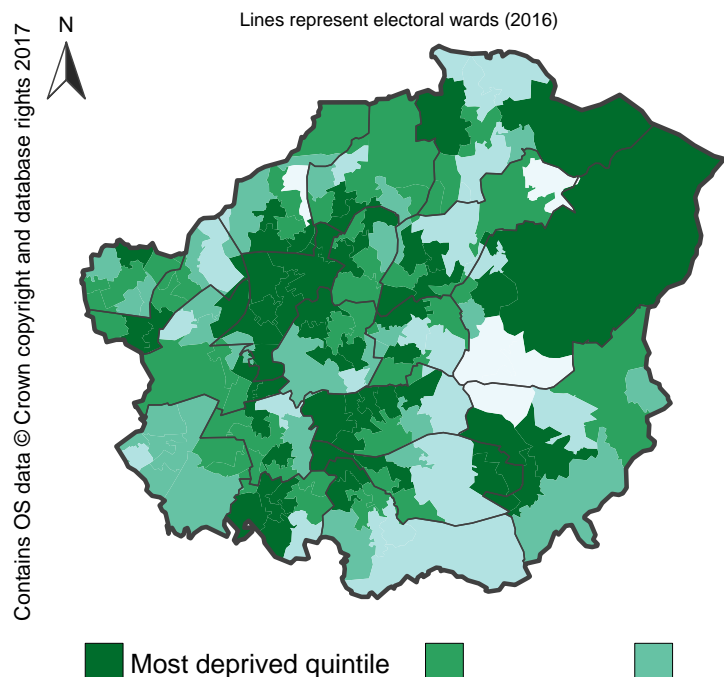 Lines represent electoral wards (2016)
N
Contains OS data © Crown copyright and database rights 2017
Most deprived quintile